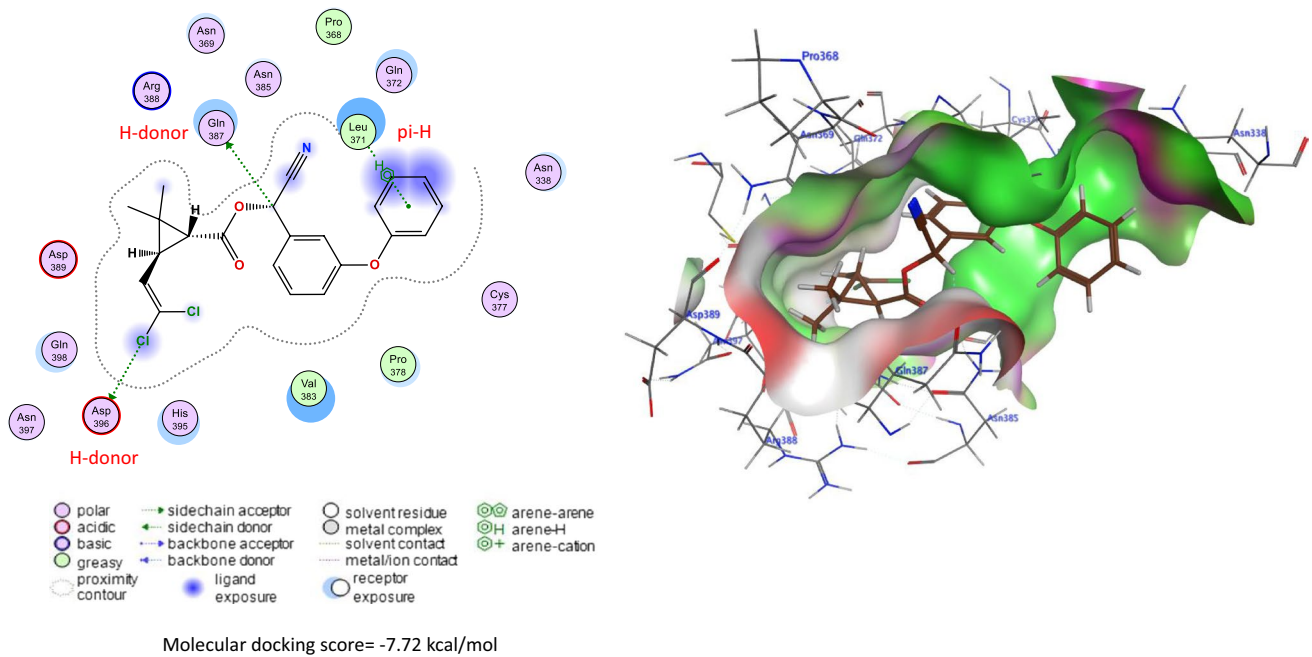 Asn
369
Pro
368
Arg
388
Asn
385
Gln
372
H-donor
Gln
387
Leu
371
pi-H
N
H
Asn
338
H
O
O
H
O
Asp
389
Cl
Cl
Cys
377
Gln
398
Pro
378
Val
383
Asn
397
Asp
396
His
395
H-donor
polar
acidic
basic
greasy
proximity
contour
sidechain acceptor
sidechain donor
backbone acceptor
backbone donor
ligand
exposure
solvent residue
metal complex
solvent contact
metal/ion contact
receptor
exposure
arene-arene
H arene-H
+ arene-cation
Molecular docking score= -7.72 kcal/mol
Pro368
Asn369
Gln372
Asn338
Asp389
Gln387
Asn385
Arg388